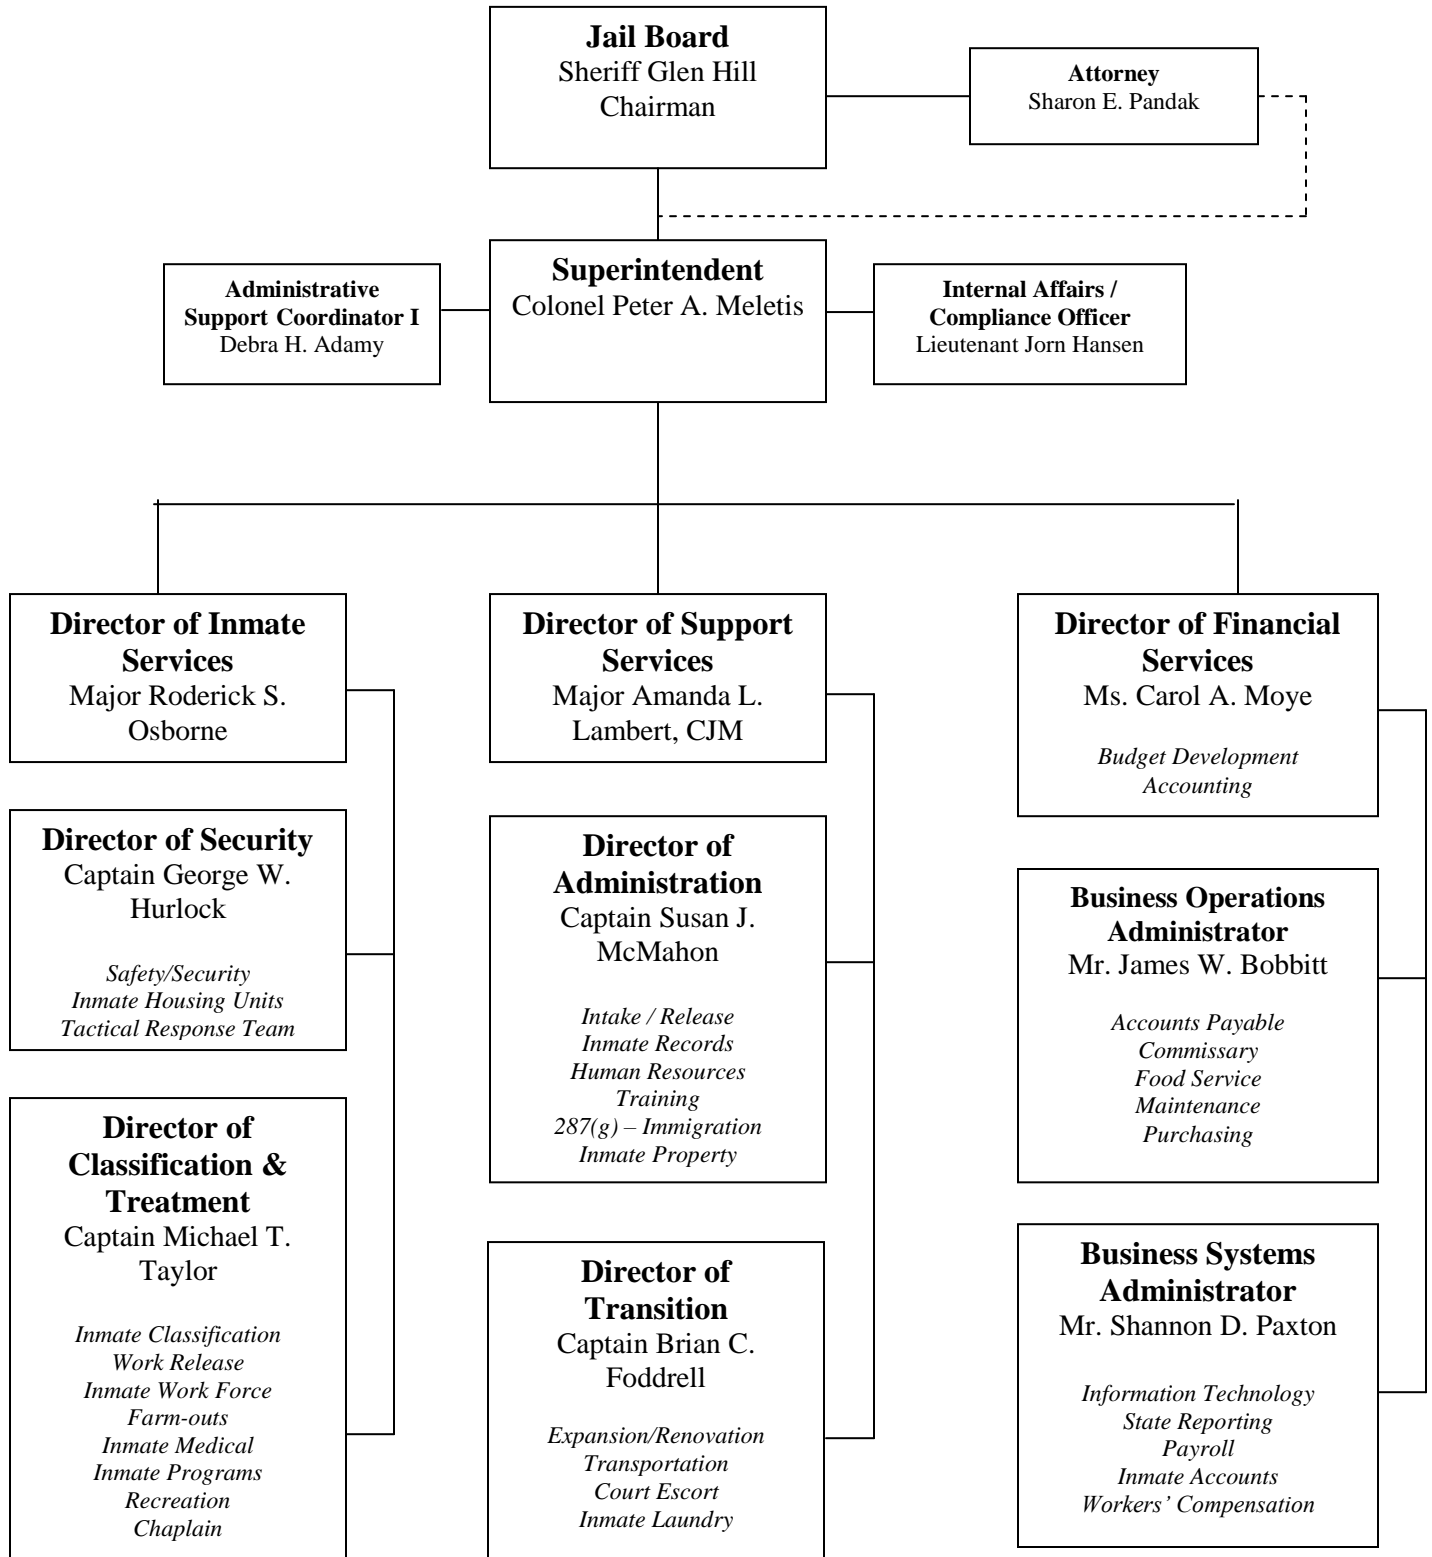 Jail Board
Sheriff Glen Hill
Chairman
Attorney
Sharon E. Pandak
Superintendent
Colonel Peter A. Meletis
Administrative
Support Coordinator I
Debra H. Adamy
Internal Affairs /
Compliance Officer
Lieutenant Jorn Hansen
Director of Inmate
Services
Major Roderick S.
Osborne
Director of Security
Captain George W.
Hurlock
Safety/Security
Inmate Housing Units
Tactical Response Team
Director of
Classification &
Treatment
Captain Michael T.
Taylor
Inmate Classification
Work Release
Inmate Work Force
Farm-outs
Inmate Medical
Inmate Programs
Recreation
Chaplain
Director of Support
Services
Major Amanda L.
Lambert, CJM
Director of
Administration
Captain Susan J.
McMahon
Intake / Release
Inmate Records
Human Resources
Training
287(g) – Immigration
Inmate Property
Director of
Transition
Captain Brian C.
Foddrell
Expansion/Renovation
Transportation
Court Escort
Inmate Laundry
Director of Financial
Services
Ms. Carol A. Moye
Budget Development
Accounting
Business Operations
Administrator
Mr. James W. Bobbitt
Accounts Payable
Commissary
Food Service
Maintenance
Purchasing
Business Systems
Administrator
Mr. Shannon D. Paxton
Information Technology
State Reporting
Payroll
Inmate Accounts
Workers’ Compensation